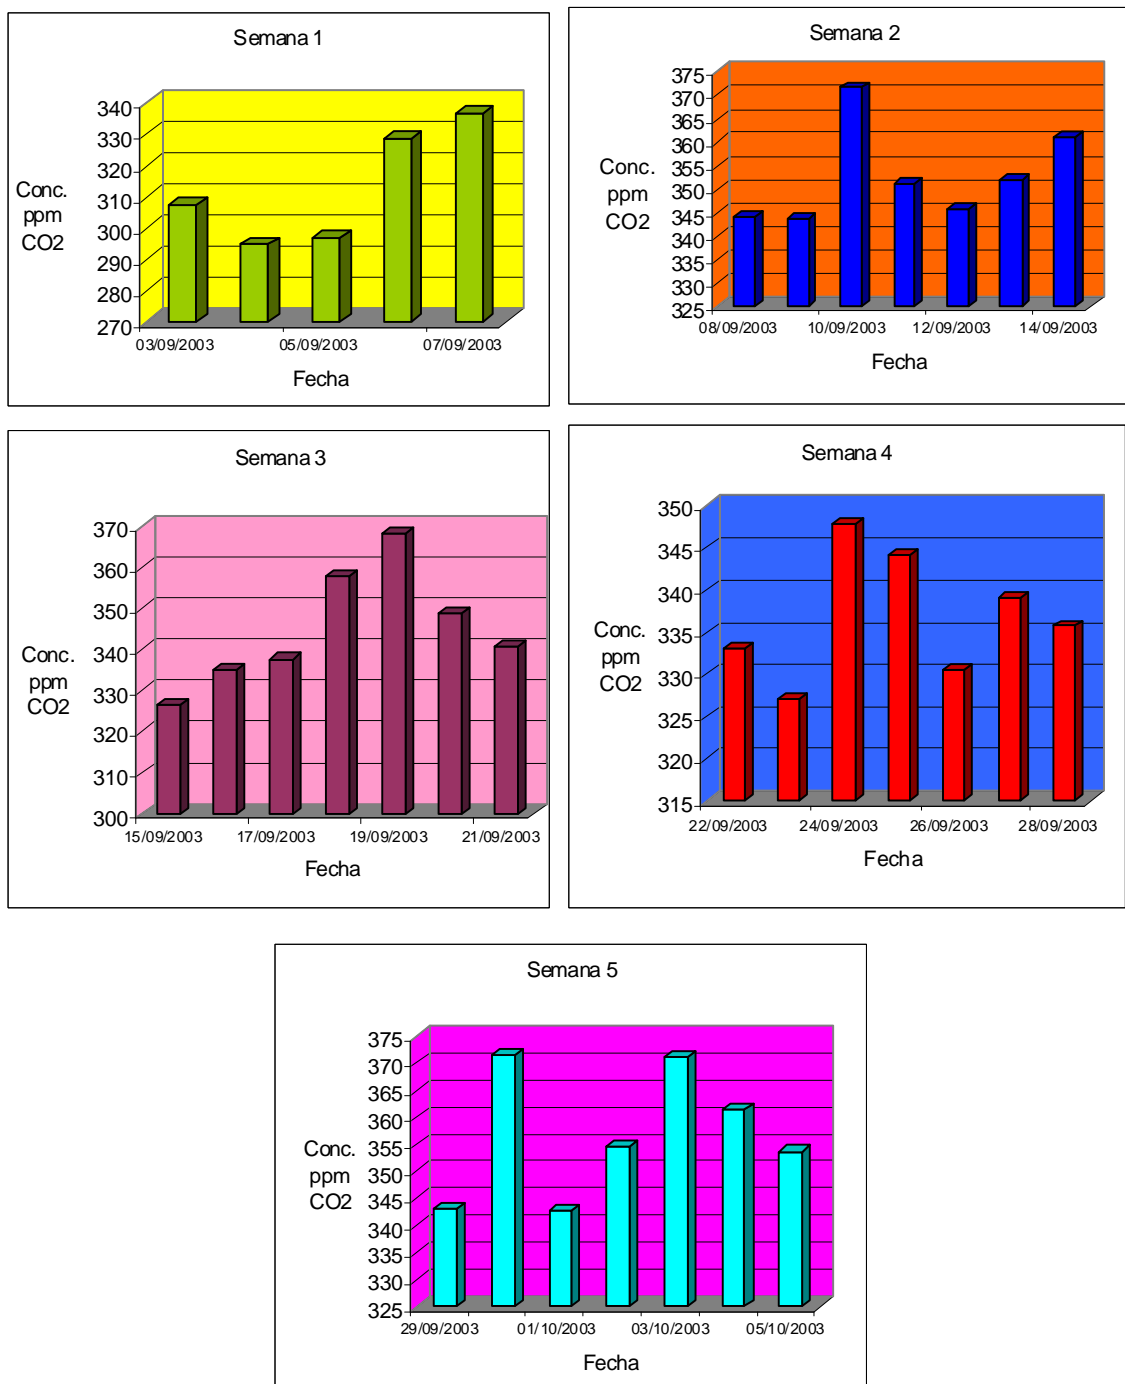 Semana 1
340
330
320
310
300
290
280
270
Conc.
ppm
CO2
03/09/2003 05/09/2003 07/09/2003
Fecha
Semana 2
375
370
365
360
355
350
345
340
335
330
325
Conc.
ppm
CO2
08/09/2003 10/09/2003 12/09/2003 14/09/2003
Fecha
Semana 3
370
360
350
340
330
320
310
300
Conc.
ppm
CO2
15/09/2003 17/09/2003 19/09/2003 21/09/2003
Fecha
Semana 4
350
345
340
335
330
325
320
315
Conc.
ppm
CO2
22/09/2003 24/09/2003 26/09/2003 28/09/2003
Fecha
Semana 5
375
370
365
360
355
350
345
340
335
330
325
Conc.
ppm
CO2
29/09/2003 01/10/2003 03/10/2003 05/10/2003
Fecha